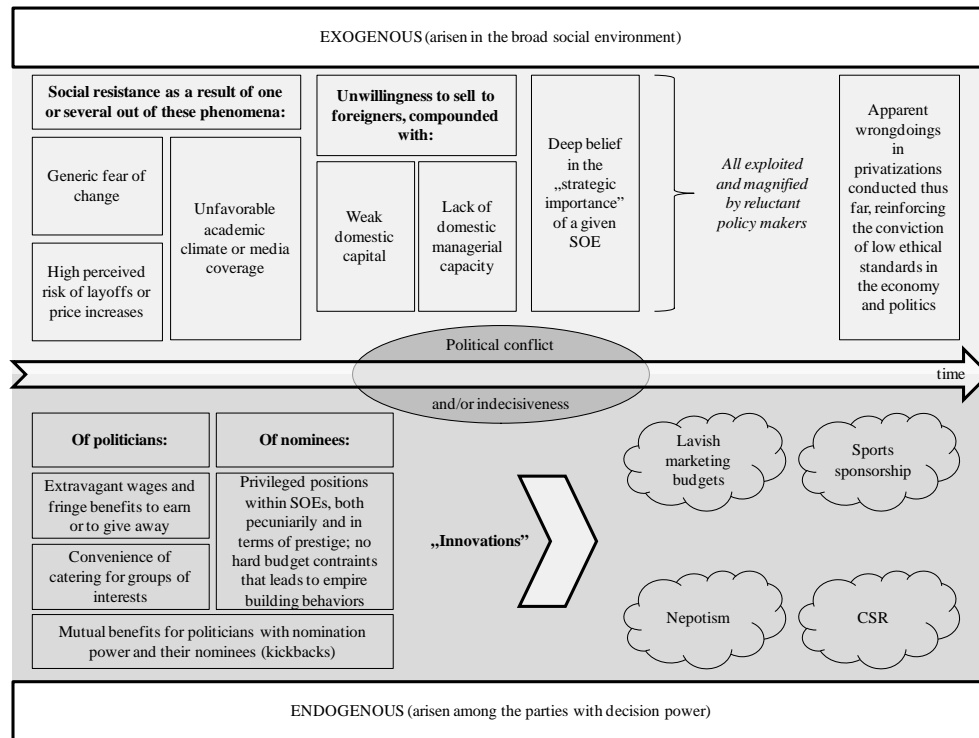 EXOGENOUS (arisen in the broad social environment)
Social resistance as a result of one
or several out of these phenomena:
Generic fear of
change
High perceived
risk of layoffs or
price increases
Unfavorable
academic
climate or media
coverage
Unwillingness to sell to
foreigners, compounded
with:
Weak
domestic
capital
Lack of
domestic
managerial
capacity
Deep belief
in the
„strategic
importance”
of a given
SOE
All exploited
and magnified
by reluctant
policy makers
Apparent
wrongdoings
in
privatizations
conducted thus
far, reinforcing
the conviction
of low ethical
standards in
the economy
and politics
Political conflict
time
and/or indecisiveness
Of politicians:
Extravagant wages and
fringe benefits to earn
or to give away
Convenience of
catering for groups of
interests
Of nominees:
Privileged positions
within SOEs, both
pecuniarily and in
terms of prestige; no
hard budget contraints
that leads to empire
building behaviors
Mutual benefits for politicians with nomination
power and their nominees (kickbacks)
„Innovations”
Lavish
marketing
budgets
Sports
sponsorship
Nepotism
CSR
ENDOGENOUS (arisen among the parties with decision power)